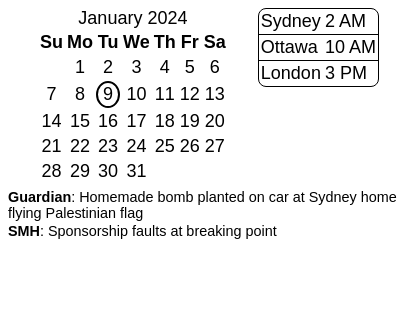 January 2024
Su Mo Tu We Th Fr Sa
1 2 3 4 5 6
7 8 9 10 11 12 13
14 15 16 17 18 19 20
21 22 23 24 25 26 27
28 29 30 31
Sydney 2 AM
Ottawa 10 AM
London 3 PM
Guardian: Homemade bomb planted on car at Sydney home
flying Palestinian flag
SMH: Sponsorship faults at breaking point